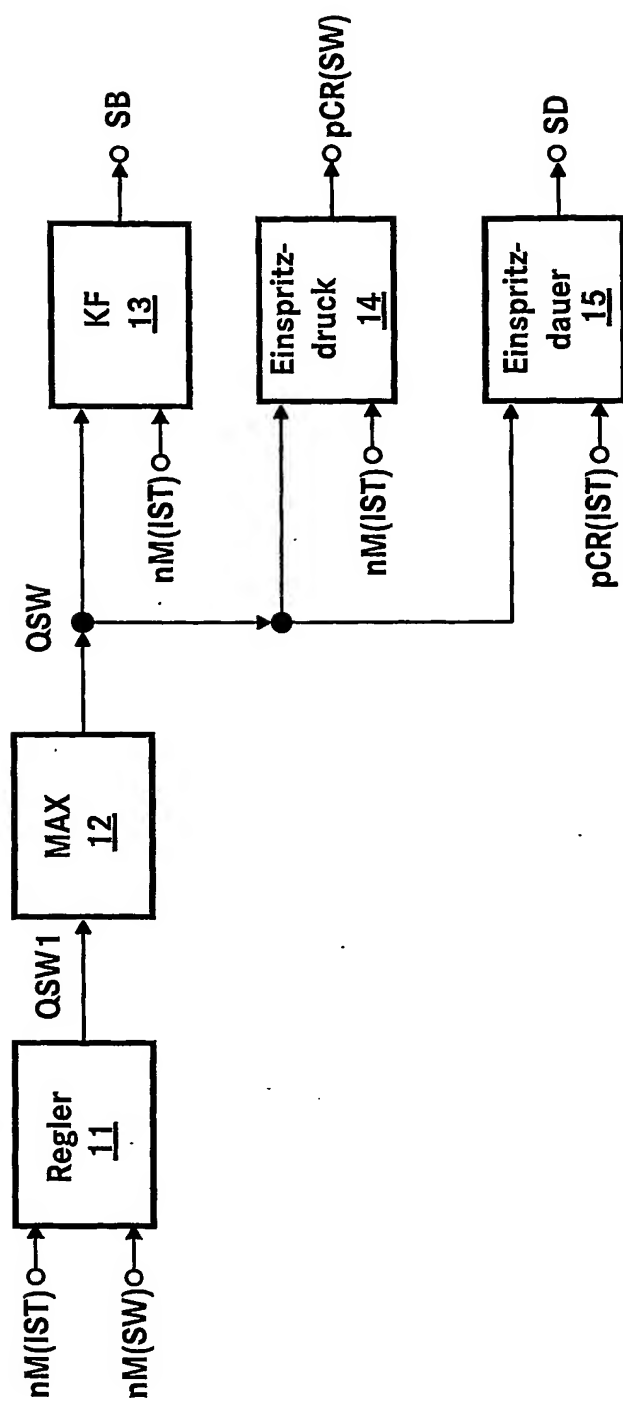 nM(IST)
nM(SW)
Regler
11
QSW1
MAX
12
QSW
nM(IST)
KF
13
SB
nM(IST)
Einspritz-
druck
14
pCR(SW)
pCR(IST)
Einspritz-
dauer
15
SD